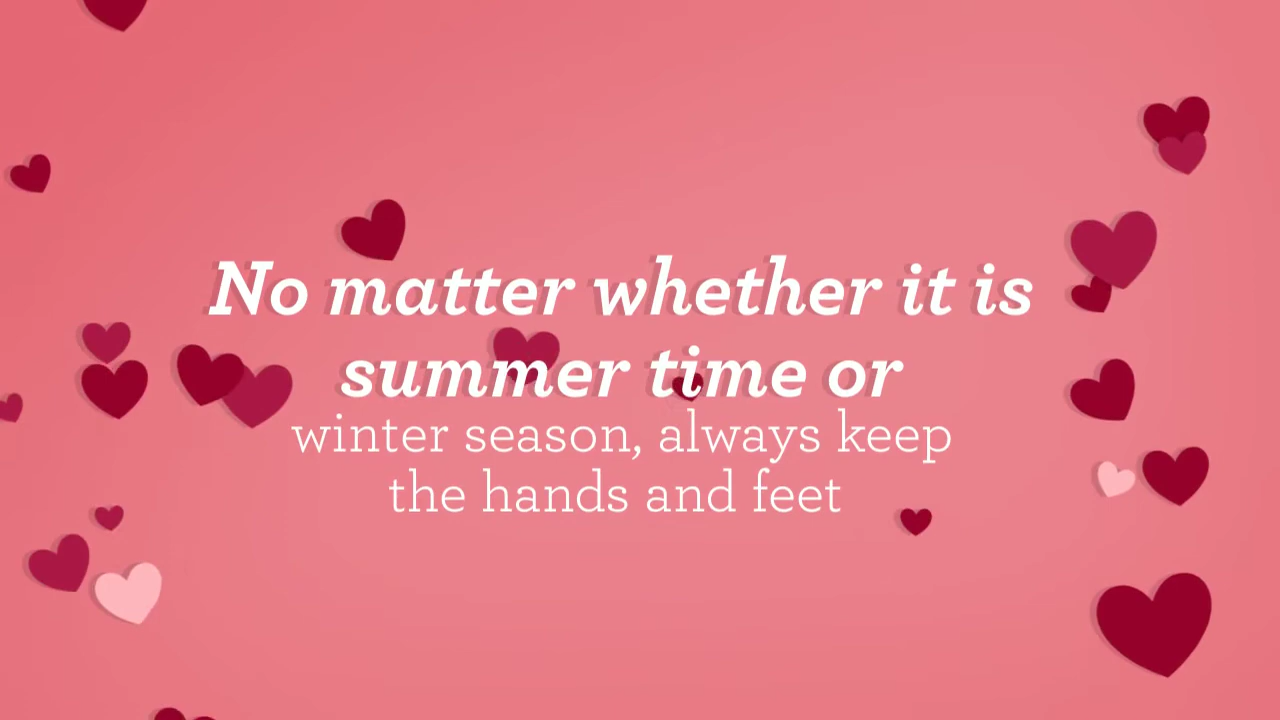 No matter whether it is
summer time or
winter season, always keep
the hands and feet